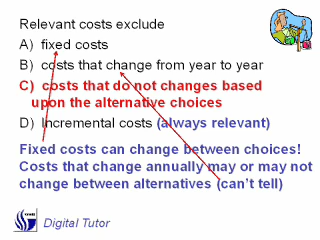 Relevant costs exclude
A) fixed costs
B) costs that change from year to year
C) costs that do not changes based
upon the alternative choices
D) Incremental costs (always relevant)
Fixed costs can change between choices!
Costs that change annually may or may not
change between alternatives (can't tell)
Digital Tutor